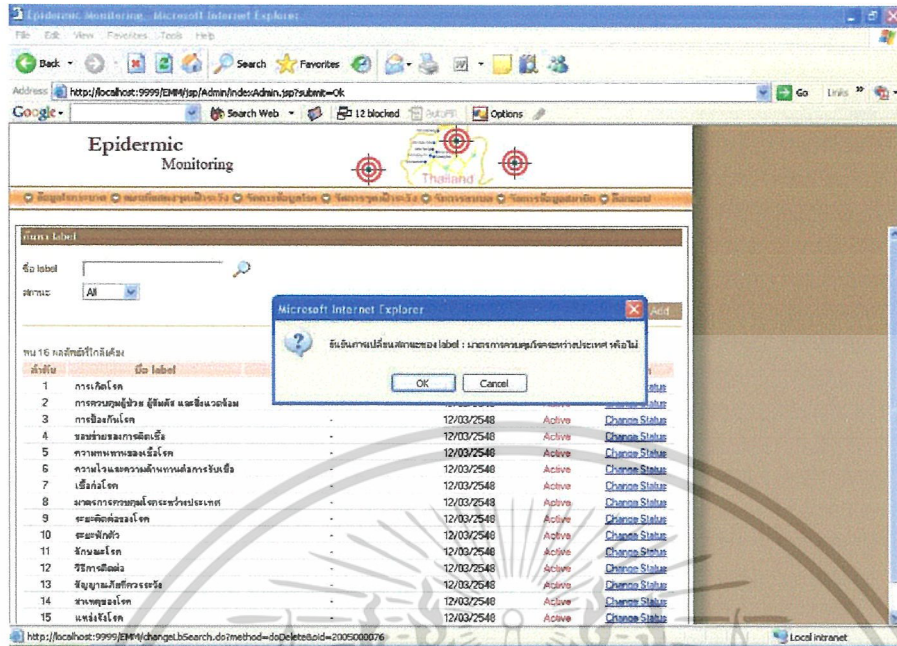 Epidermic Monitoring - Microsoft Internet Explorer
File Edit View Favorites Tools Help
Back Search Favorites
Address http://localhost:9999/EMM/jsp/Admin/indexAdmin.jsp?submit=Ok Go Links
Google Search Web 12 blocked AutoFill Options
Epidermic
Monitoring
Thailand
ค้นหา label
ชื่อ label
สถานะ All
Microsoft Internet Explorer
Add
ยืนยันการเปลี่ยนสถานะของ label : มาตรการควบคุมโรคระหว่างประเทศ หรือไม่
OK Cancel
พบ 16 ผลลัพธ์ที่ใกล้เคียง
ลำดับ ชื่อ label
1 การเกิดโรค
2 การควบคุมผู้ป่วย ผู้สัมผัส และสิ่งแวดล้อม - 12/03/2548 Active Change Status
3 การป้องกันโรค - 12/03/2548 Active Change Status
4 ขอบข่ายของการติดเชื้อ - 12/03/2548 Active Change Status
5 ความทนทานของเชื้อโรค - 12/03/2548 Active Change Status
6 ความไวและความต้านทานต่อการรับเชื้อ - 12/03/2548 Active Change Status
7 เชื้อก่อโรค - 12/03/2548 Active Change Status
8 มาตรการควบคุมโรคระหว่างประเทศ - 12/03/2548 Active Change Status
9 ระยะติดต่อของโรค - 12/03/2548 Active Change Status
10 ระยะฟักตัว - 12/03/2548 Active Change Status
11 ลักษณะโรค - 12/03/2548 Active Change Status
12 วิธีการติดต่อ - 12/03/2548 Active Change Status
13 สัญญาณภัยที่ควรระวัง - 12/03/2548 Active Change Status
14 สาเหตุของโรค - 12/03/2548 Active Change Status
15 แหล่งรังโรค - 12/03/2548 Active Change Status
http://localhost:9999/EMM/changeLbSearch.do?method=doDelete&oid=2005000076 Local intranet